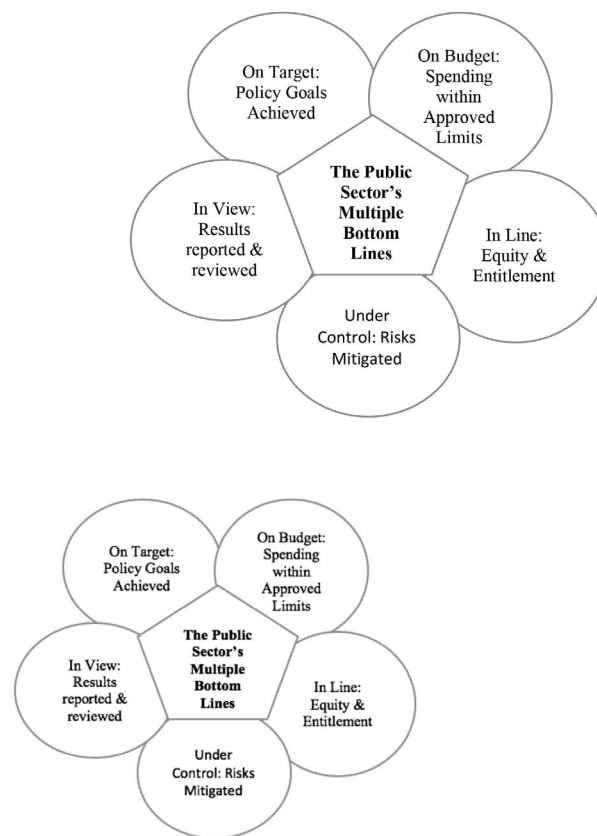 On Target:
Policy Goals
Achieved
On Budget:
Spending
within
Approved
Limits
The Public
Sector’s
Multiple
Bottom
Lines
In View:
Results
reported &
reviewed
In Line:
Equity &
Entitlement
Under
Control: Risks
Mitigated
On Target:
Policy Goals
Achieved
On Budget:
Spending
within
Approved
Limits
The Public
Sector’s
Multiple
Bottom
Lines
In View:
Results
reported &
reviewed
In Line:
Equity &
Entitlement
Under
Control: Risks
Mitigated